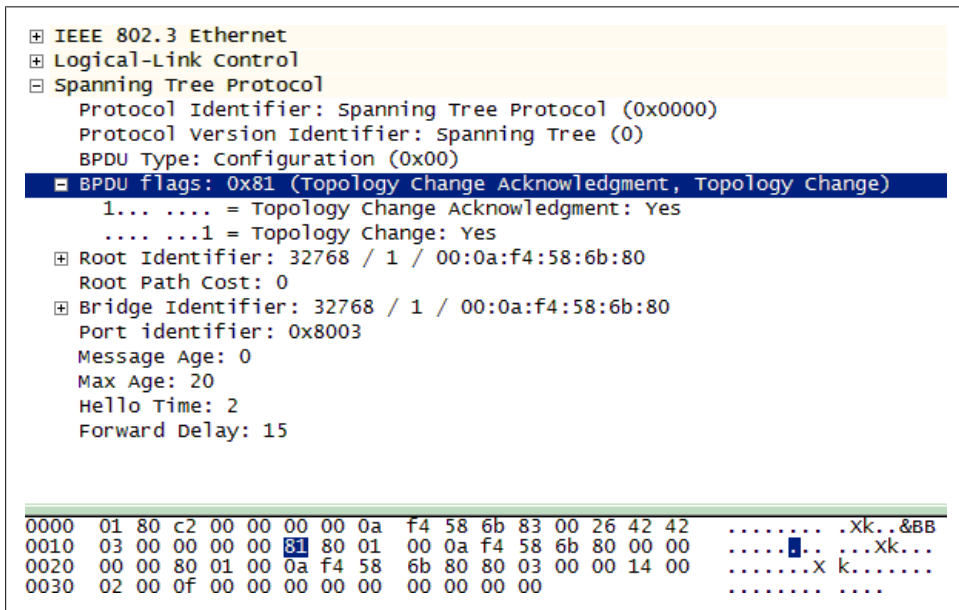 IEEE 802.3 Ethernet
Logical-Link Control
Spanning Tree Protocol
Protocol Identifier: Spanning Tree Protocol (0x0000)
Protocol Version Identifier: Spanning Tree (0)
BPDU Type: Configuration (0x00)
BPDU flags: 0x81 (Topology Change Acknowledgment, Topology Change)
1... .... = Topology Change Acknowledgment: Yes
.... ...1 = Topology Change: Yes
Root Identifier: 32768 / 1 / 00:0a:f4:58:6b:80
Root Path Cost: 0
Bridge Identifier: 32768 / 1 / 00:0a:f4:58:6b:80
Port identifier: 0x8003
Message Age: 0
Max Age: 20
Hello Time: 2
Forward Delay: 15
0000 01 80 c2 00 00 00 00 0a f4 58 6b 83 00 26 42 42 ........ .Xk..&BB
0010 03 00 00 00 00 81 80 01 00 0a f4 58 6b 80 00 00 ........ ...Xk...
0020 00 00 80 01 00 0a f4 58 6b 80 80 03 00 00 14 00 .......X k.......
0030 02 00 0f 00 00 00 00 00 00 00 00 00 ........ ....